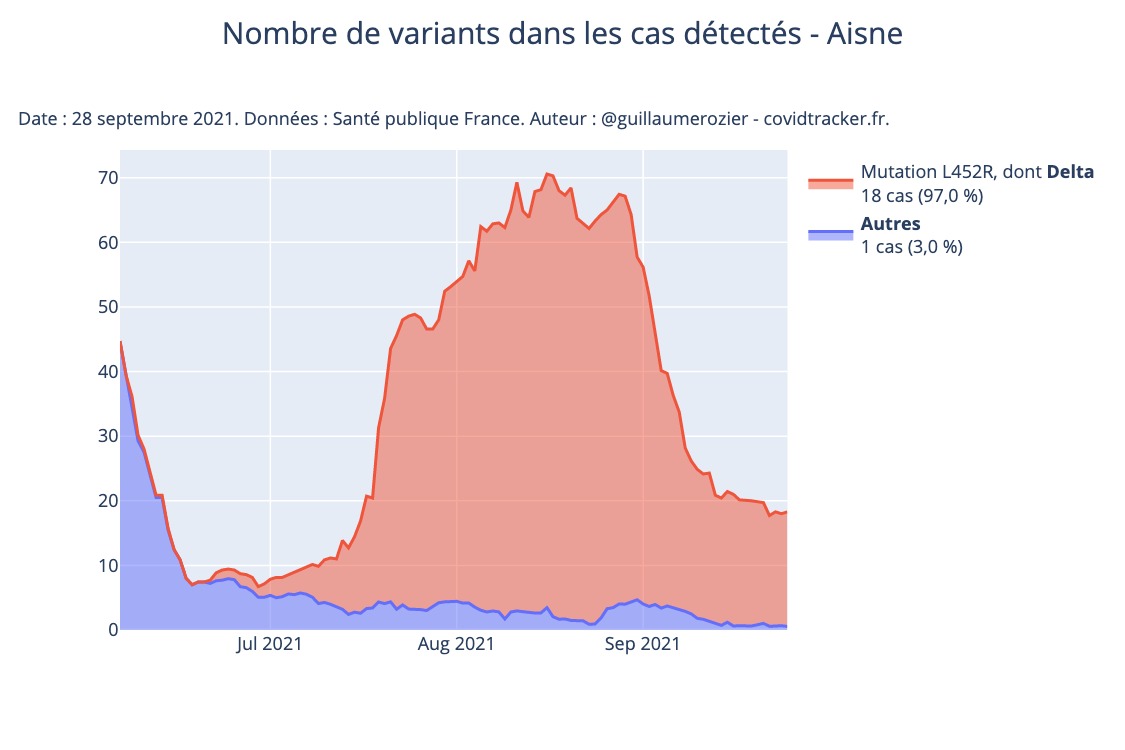 Nombre de variants dans les cas détectés - Aisne
Date : 28 septembre 2021. Données : Santé publique France. Auteur : @guillaumerozier - covidtracker.fr.
Mutation L452R, dont Delta
18 cas (97,0 %)
Autres
1 cas (3,0 %)
70
60
50
40
30
20
10
0
Jul 2021
Aug 2021
Sep 2021